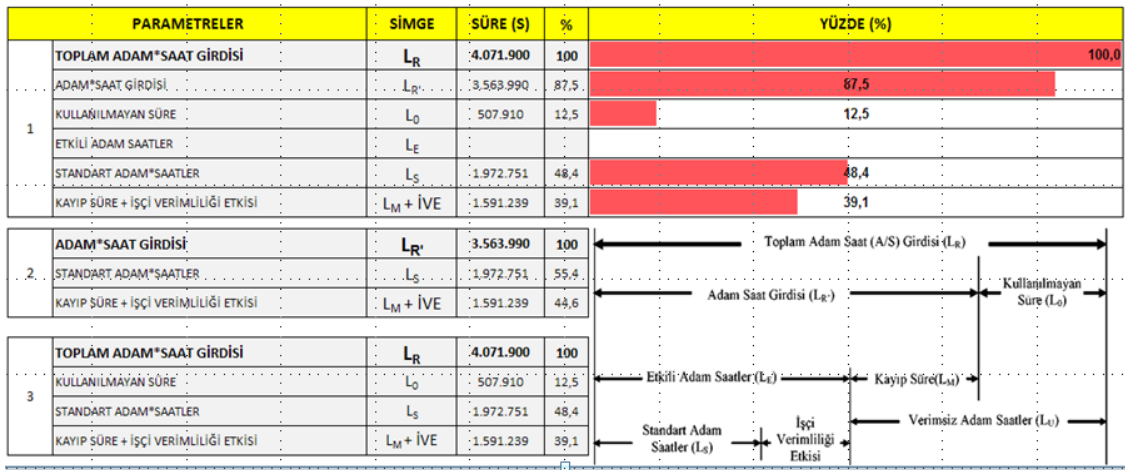 PARAMETRELER SİMGE SÜRE (S) % YÜZDE (%)
1
TOPLAM ADAM*SAAT GİRDİSİ LR 4.071.900 100 100,0
ADAM*SAAT GİRDİSİ LR' 3.563.990 87,5 87,5
KULLANILMAYAN SÜRE L0 507.910 12,5 12,5
ETKİLİ ADAM SAATLER LE
STANDART ADAM*SAATLER LS 1.972.751 48,4 48,4
KAYIP SÜRE + İŞÇİ VERİMLİLİĞİ ETKİSİ LM + İVE 1.591.239 39,1 39,1
2
ADAM*SAAT GİRDİSİ LR' 3.563.990 100
STANDART ADAM*SAATLER LS 1.972.751 55,4
KAYIP SÜRE + İŞÇİ VERİMLİLİĞİ ETKİSİ LM + İVE 1.591.239 44,6
3
TOPLAM ADAM*SAAT GİRDİSİ LR 4.071.900 100
KULLANILMAYAN SÜRE L0 507.910 12,5
STANDART ADAM*SAATLER LS 1.972.751 48,4
KAYIP SÜRE + İŞÇİ VERİMLİLİĞİ ETKİSİ LM + İVE 1.591.239 39,1
Toplam Adam Saat (A/S) Girdisi (LR)
Adam Saat Girdisi (LR')
Kullanılmayan
Süre (L0)
Etkili Adam Saatler (LE)
Kayıp Süre(LM)
Standart Adam
Saatler (LS)
İşçi
Verimliliği
Etkisi
Verimsiz Adam Saatler (LU)